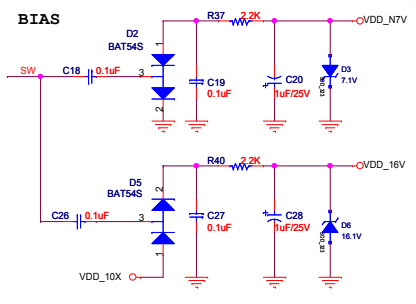 BIAS
R37 2.2K
VDD_N7V
D2
BAT54S
1
SW
C18 0.1uF
3
2
C19
0.1uF
C20
1uF/25V
D3
7.1V
R40 2.2K
VDD_16V
D5
BAT54S
2
C26 0.1uF
3
1
C27
0.1uF
C28
1uF/25V
D6
16.1V
VDD_10X